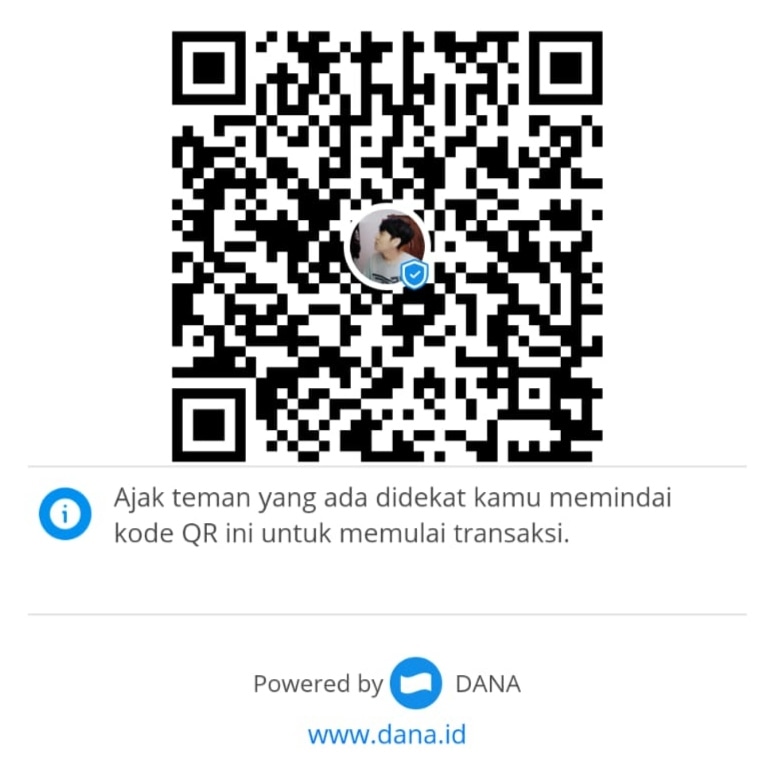 Ajak teman yang ada didekat kamu memindai
kode QR ini untuk memulai transaksi.
Powered by DANA
www.dana.id